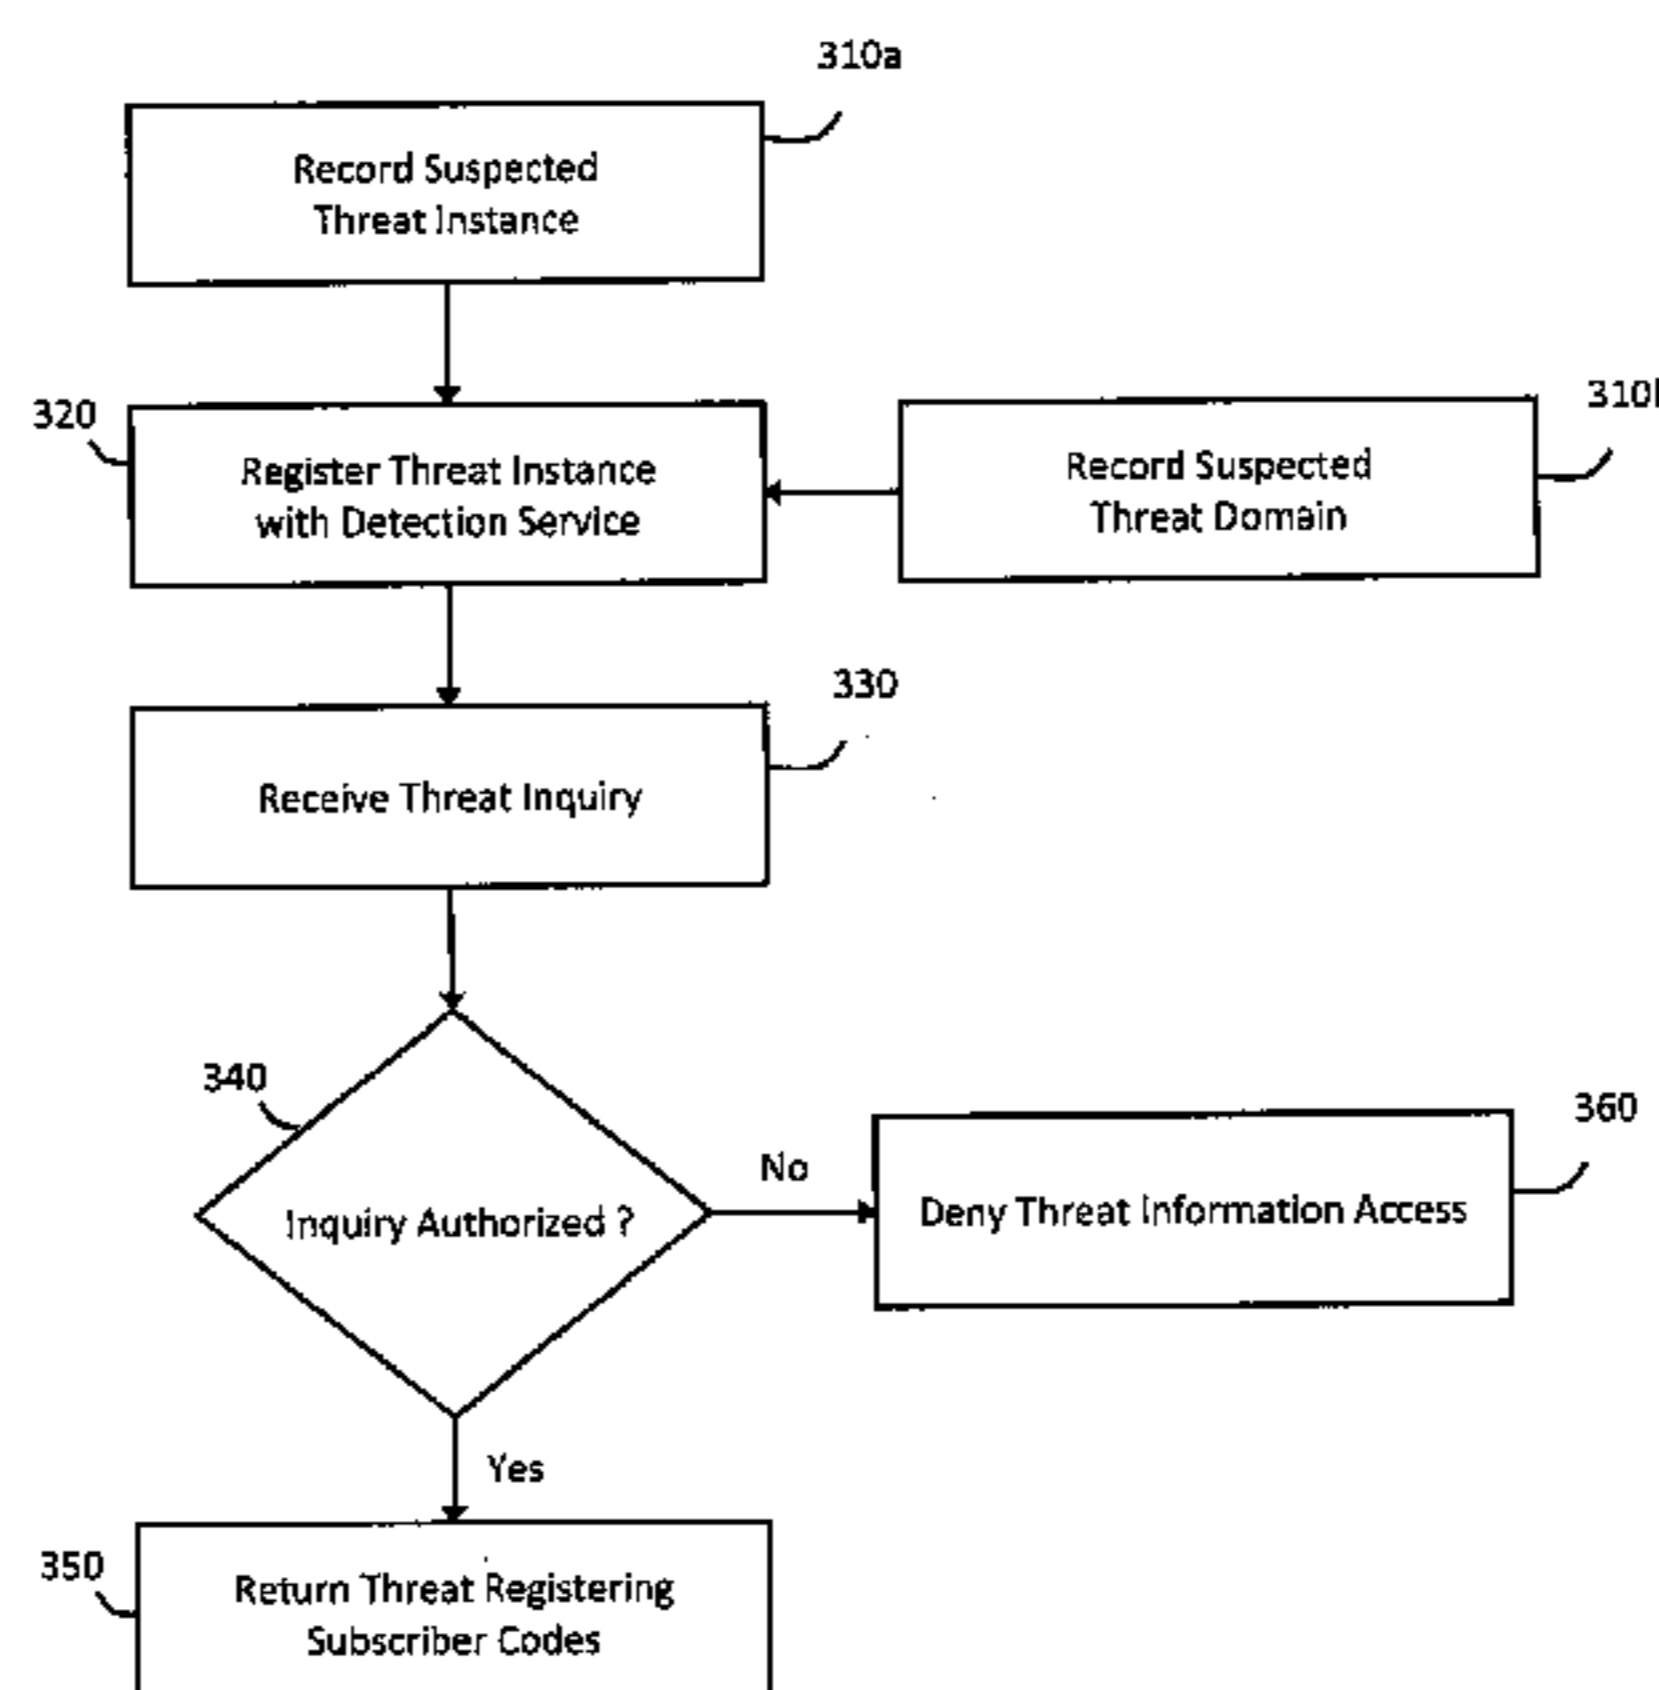 310a
Record Suspected
Threat Instance
320
Register Threat Instance
with Detection Service
Record Suspected
Threat Domain
330
Receive Threat Inquiry
340
Inquiry Authorized ?
No
360
Deny Threat Information Access
Yes
350
Return Threat Registering
Subscriber Codes